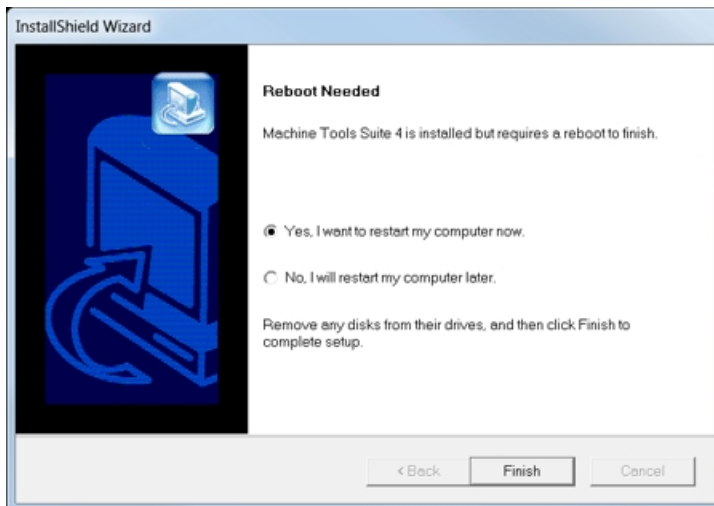 InstallShield Wizard
Reboot Needed
Machine Tools Suite 4 is installed but requires a reboot to finish.
Yes, I want to restart my computer now.
No, I will restart my computer later.
Remove any disks from their drives, and then click Finish to
complete setup.
< Back
Finish
Cancel